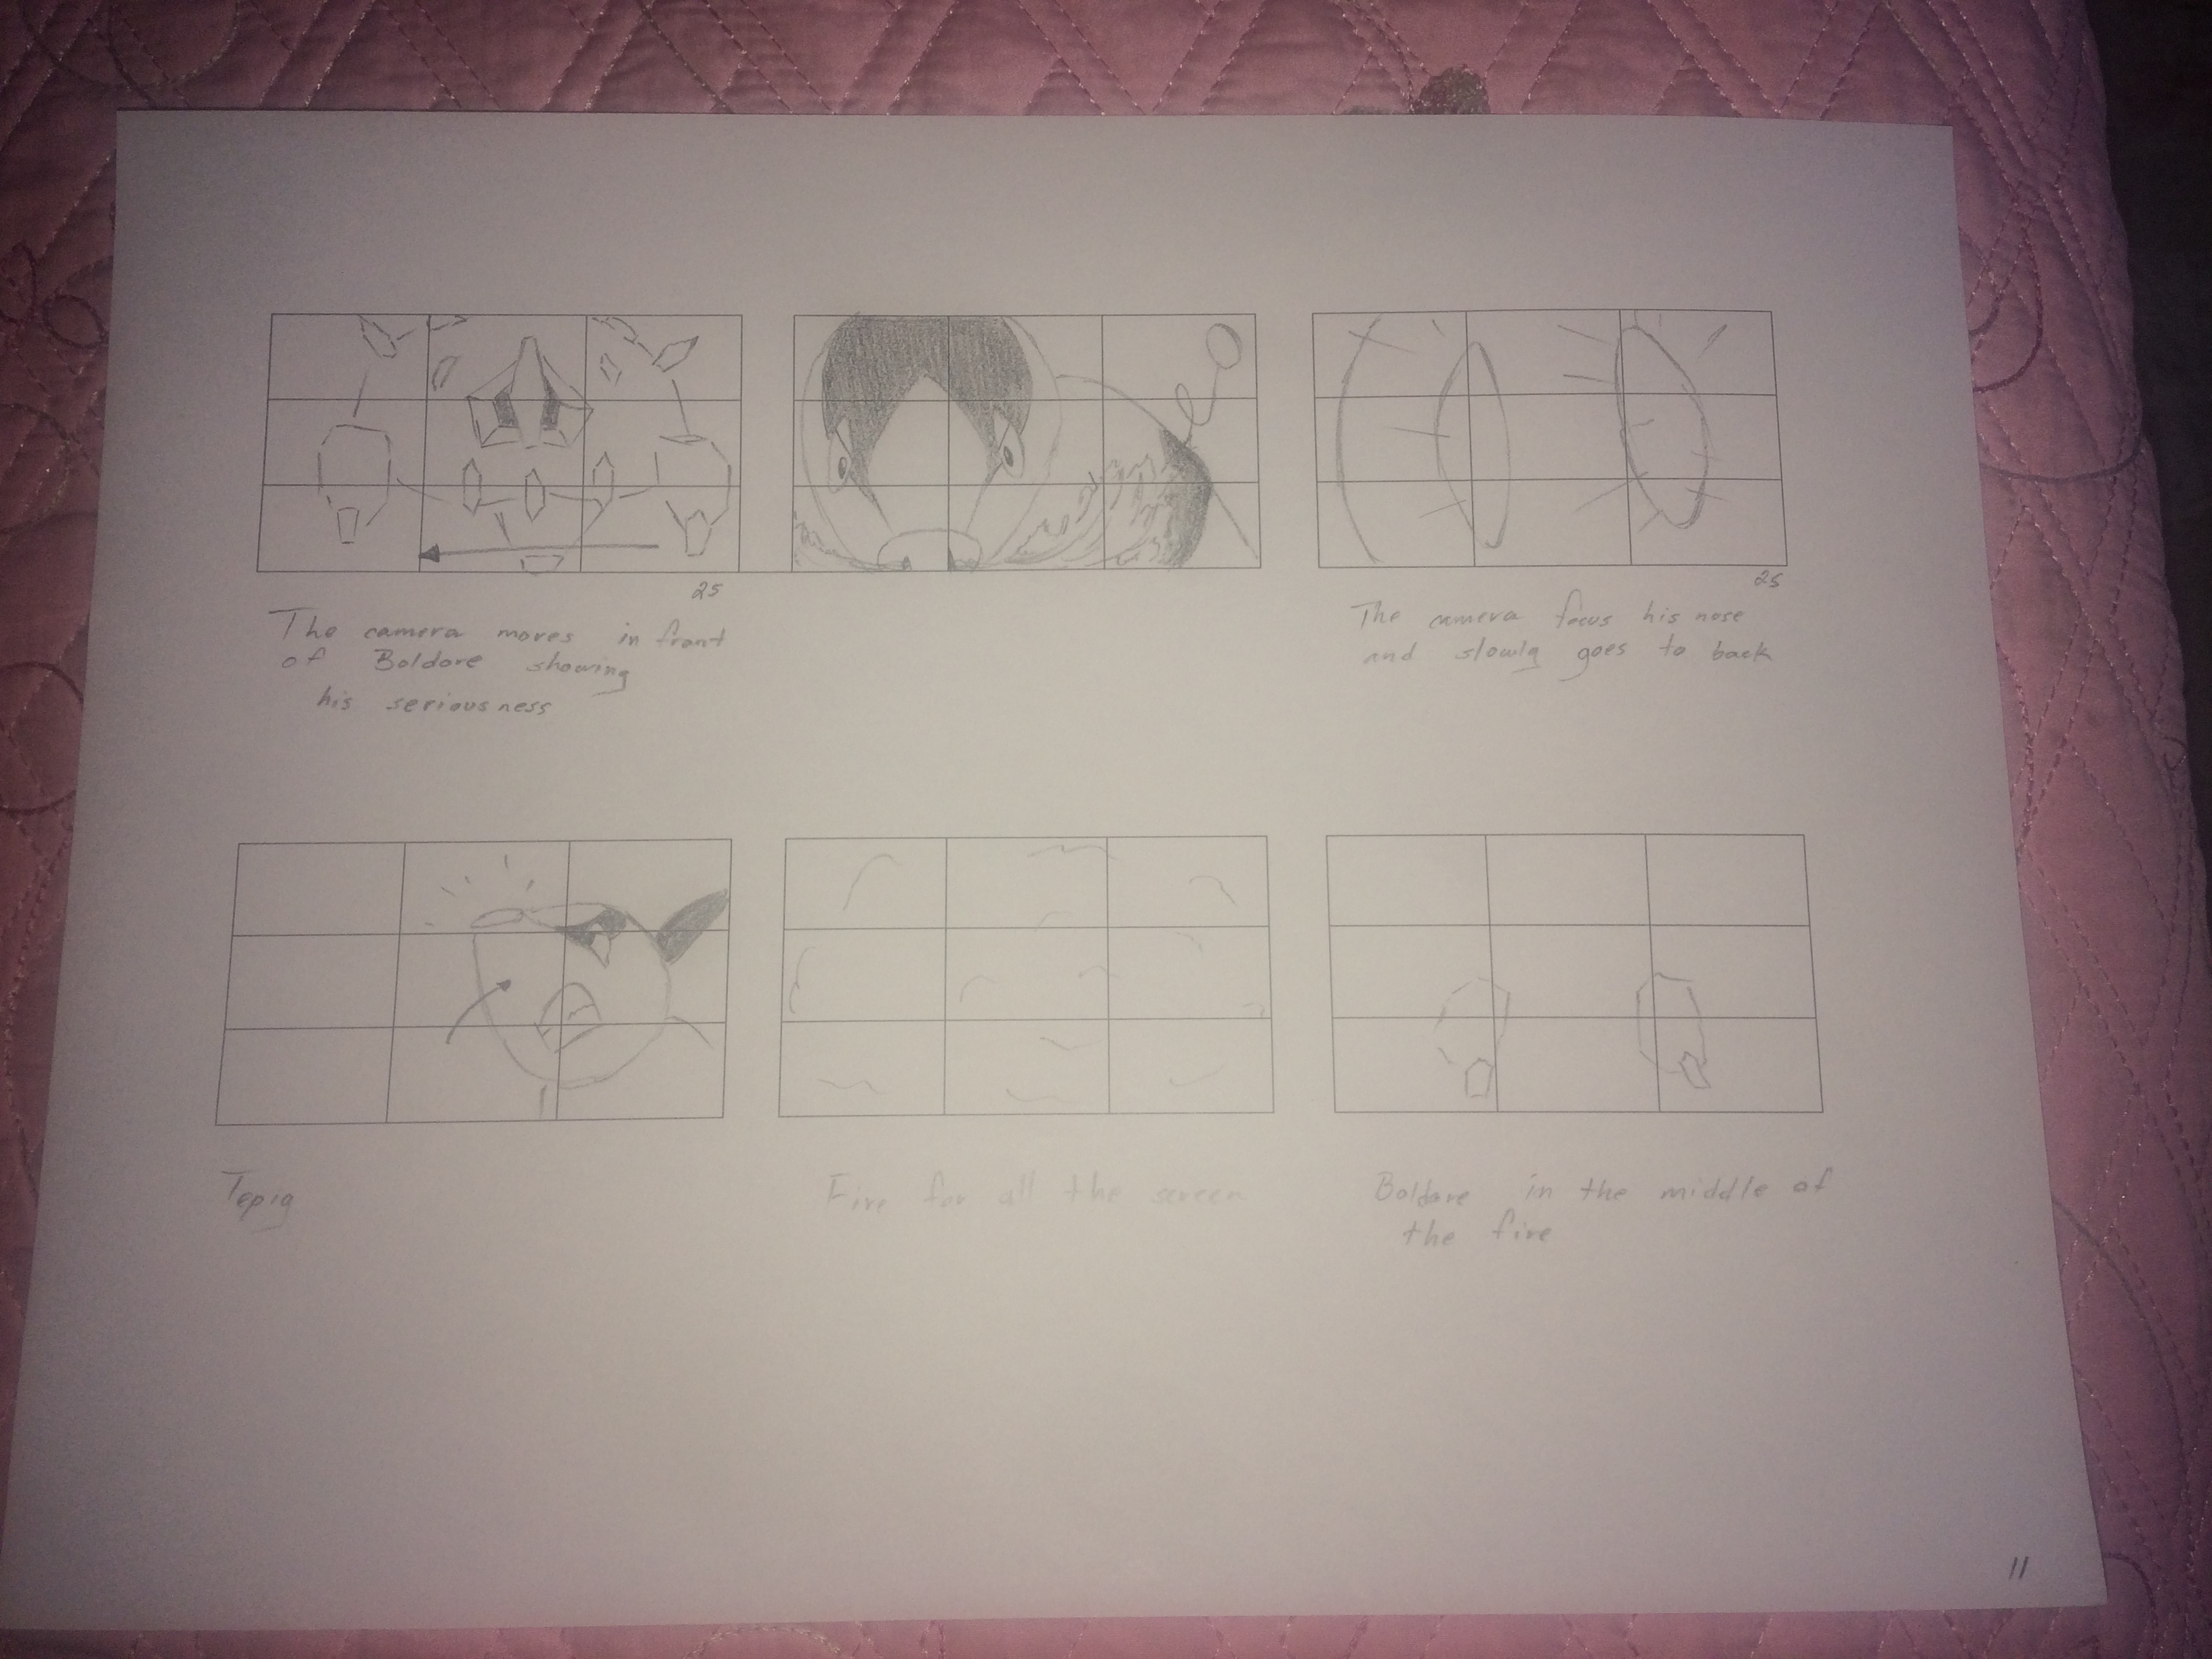 25
The camera moves in front
of Boldore showing
his seriousness
25
The camera focus his nose
and slowly goes to back
Tepig
Fire for all the screen
Boldore in the middle of
the fire
11